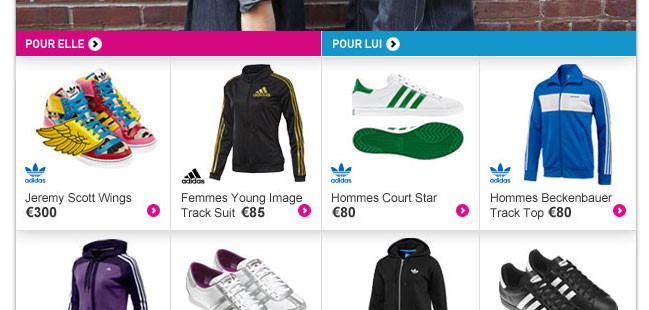 POUR ELLE
POUR LUI
adidas
adidas
adidas
adidas
adidas
Jeremy Scott Wings
€300
Femmes Young Image
Track Suit €85
Hommes Court Star
€80
Hommes Beckenbauer
Track Top €80